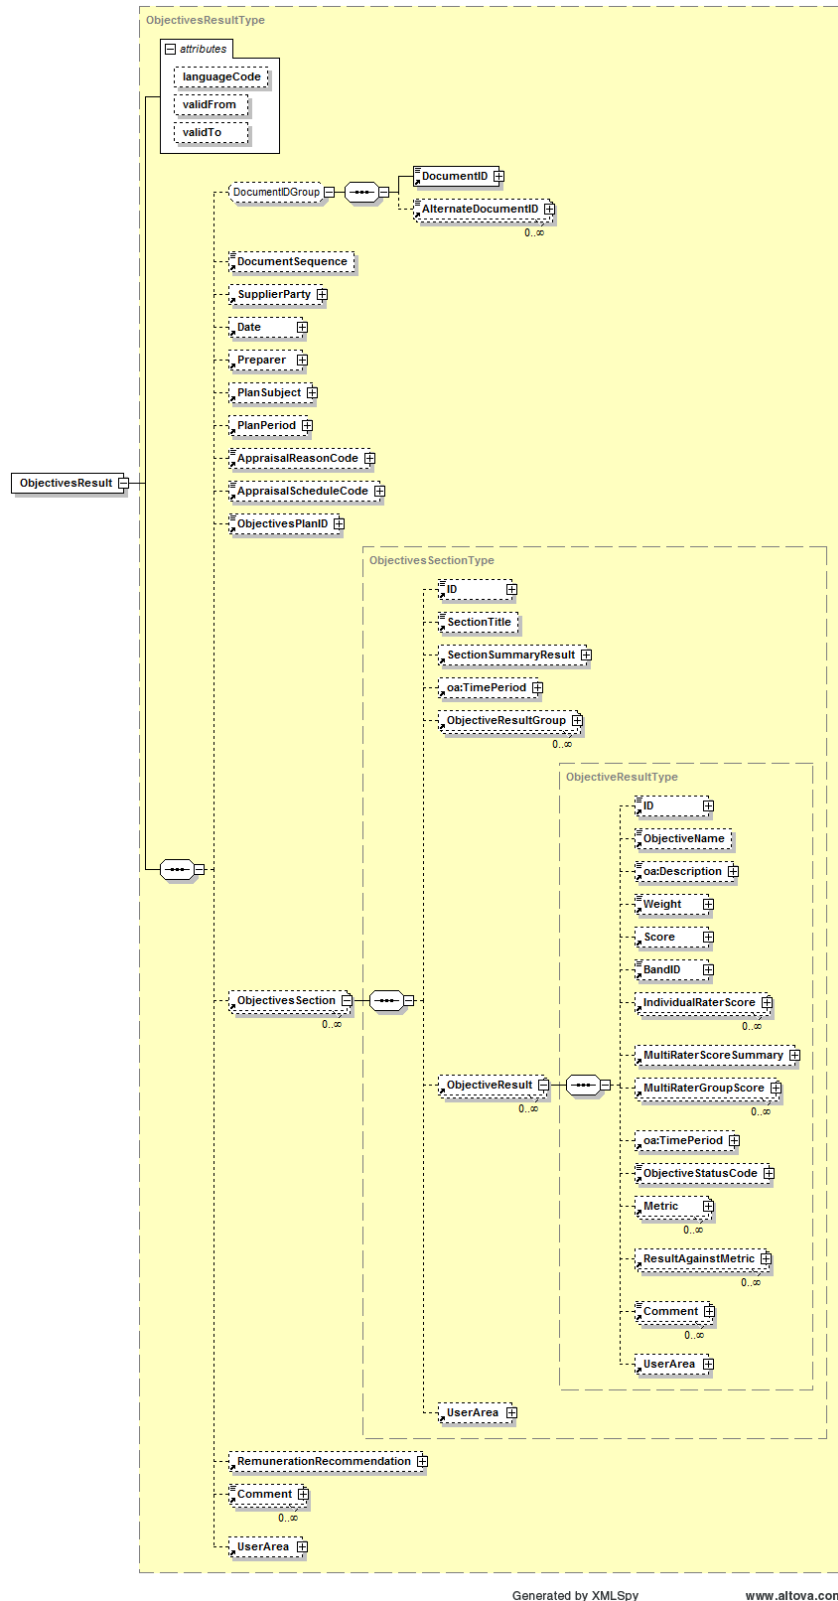 ObjectivesResultType
attributes
languageCode
validFrom
validTo
DocumentIDGroup
DocumentID
AlternateDocumentID
0..∞
DocumentSequence
SupplierParty
Date
Preparer
PlanSubject
PlanPeriod
AppraisalReasonCode
AppraisalScheduleCode
ObjectivesPlanID
ObjectivesResult
ObjectivesSectionType
ID
SectionTitle
SectionSummaryResult
oa:TimePeriod
ObjectiveResultGroup
0..∞
ObjectiveResultType
ID
ObjectiveName
oa:Description
Weight
Score
BandID
IndividualRaterScore
0..∞
ObjectivesSection
0..∞
MultiRaterScoreSummary
ObjectiveResult
0..∞
MultiRaterGroupScore
0..∞
oa:TimePeriod
ObjectiveStatusCode
Metric
0..∞
ResultAgainstMetric
0..∞
Comment
0..∞
UserArea
UserArea
RemunerationRecommendation
Comment
0..∞
UserArea
Generated by XMLSpy
www.altova.com